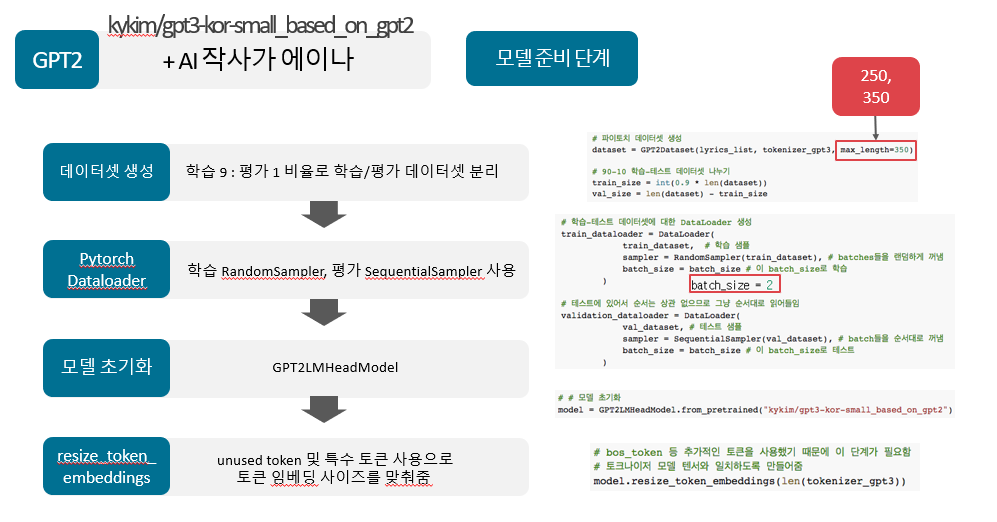 kykim/gpt3-kor-small_based_on_gpt2
GPT2
+ AI 작사가 에이나
모델 준비 단계
250,
350
데이터셋 생성
학습 9 : 평가 1 비율로 학습/평가 데이터셋 분리
# 파이토치 데이터셋 생성
dataset = GPT2Dataset(lyrics_list, tokenizer_gpt3, max_length=350)
# 90-10 학습-테스트 데이터셋 나누기
train_size = int(0.9 * len(dataset))
val_size = len(dataset) - train_size
Pytorch
Dataloader
학습 RandomSampler, 평가 SequentialSampler 사용
# 학습-테스트 데이터셋에 대한 DataLoader 생성
train_dataloader = DataLoader(
train_dataset, # 학습 샘플
sampler = RandomSampler(train_dataset), # batches들을 랜덤하게 꺼냄
batch_size = batch_size # 이 batch_size로 학습
)
batch_size = 2
# 테스트에 있어서 순서는 상관 없으므로 그냥 순서대로 읽어들임
validation_dataloader = DataLoader(
val_dataset, # 테스트 샘플
sampler = SequentialSampler(val_dataset), # batch들을 순서대로 꺼냄
batch_size = batch_size # 이 batch_size로 테스트
)
모델 초기화
GPT2LMHeadModel
# # 모델 초기화
model = GPT2LMHeadModel.from_pretrained("kykim/gpt3-kor-small_based_on_gpt2")
resize_token_
embeddings
unused token 및 특수 토큰 사용으로
토큰 임베딩 사이즈를 맞춰줌
# bos_token 등 추가적인 토큰을 사용했기 때문에 이 단계가 필요함
# 토크나이저 모델 텐서와 일치하도록 만들어줌
model.resize_token_embeddings(len(tokenizer_gpt3))